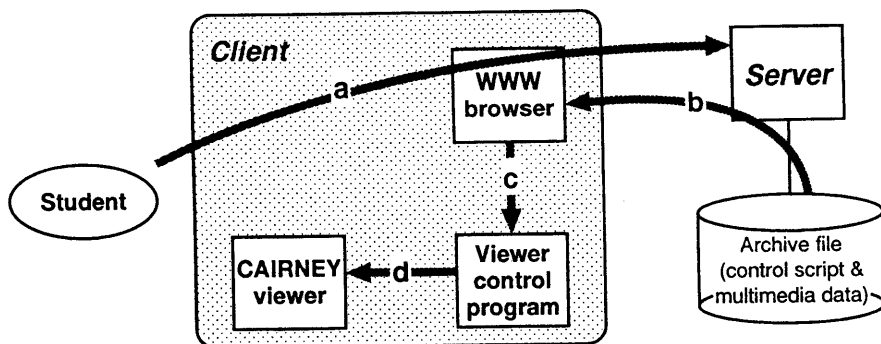 Client
a
WWW
browser
Server
b
Student
c
CAIRNEY
viewer
d
Viewer
control
program
Archive file
(control script &
multimedia data)